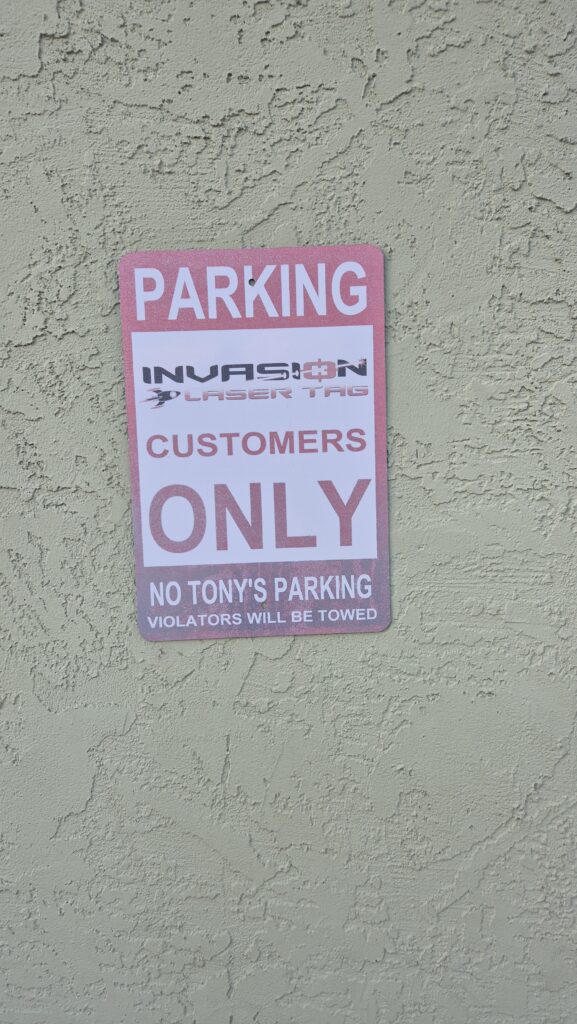 PARKING
INVASION
LASER TAG
CUSTOMERS
ONLY
NO TONY'S PARKING
VIOLATORS WILL BE TOWED